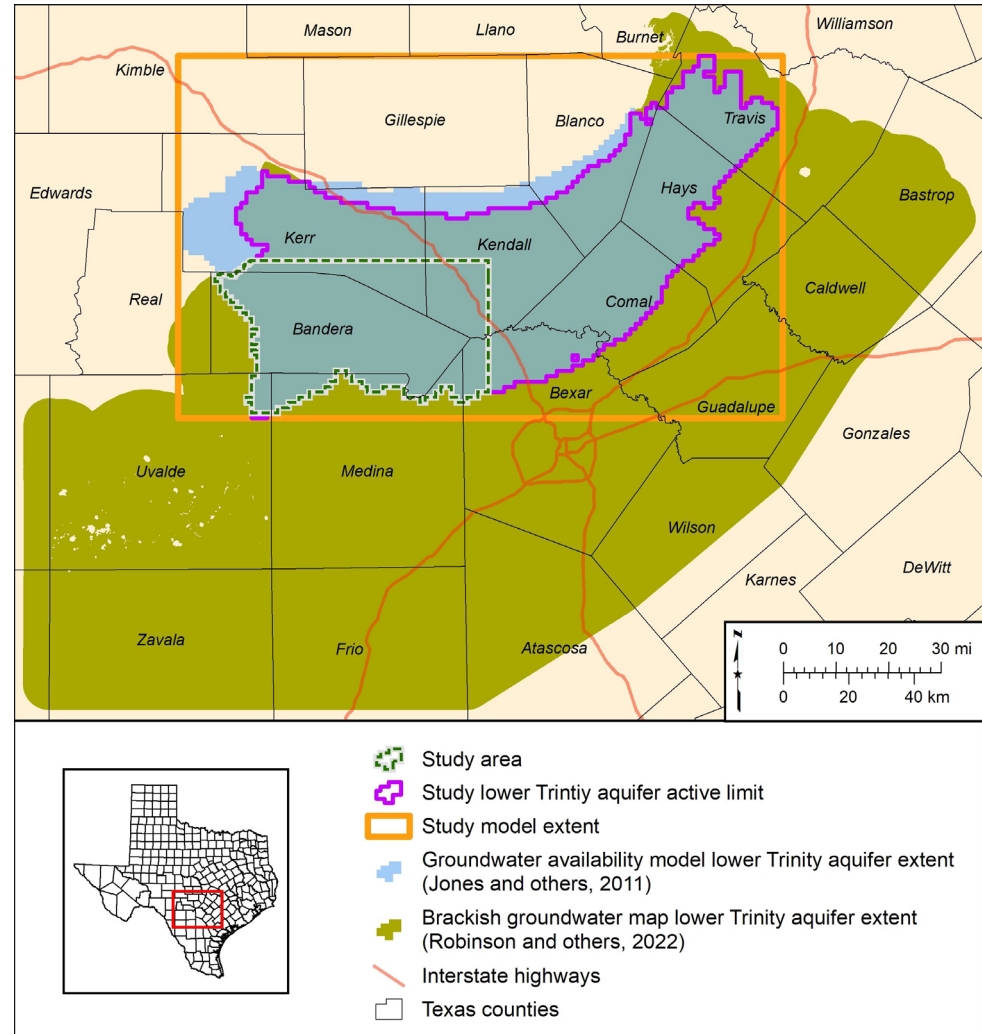 Mason
Llano
Burnet
Williamson
Kimble
Gillespie
Blanco
Travis
Edwards
Hays
Bastrop
Kerr
Kendall
Real
Comal
Caldwell
Bandera
Bexar
Guadalupe
Gonzales
Uvalde
Medina
Wilson
Karnes
DeWitt
Zavala
Frio
Atascosa
N
0 10 20 30 mi
0 20 40 km
Study area
Study lower Trintiy aquifer active limit
Study model extent
Groundwater availability model lower Trinity aquifer extent
(Jones and others, 2011)
Brackish groundwater map lower Trinity aquifer extent
(Robinson and others, 2022)
Interstate highways
Texas counties